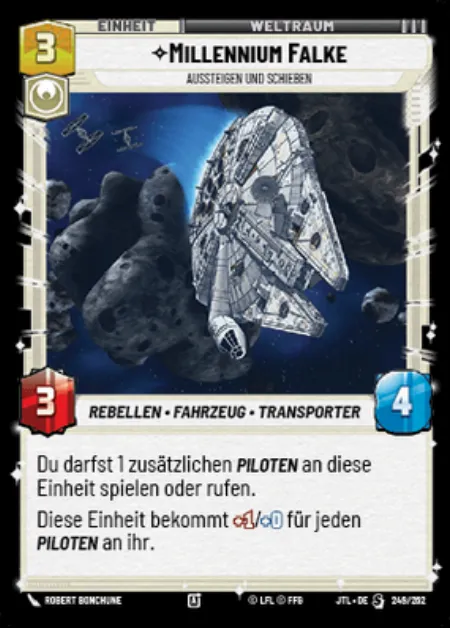 EINHEIT
WELTRAUM
3
MILLENNIUM FALKE
AUSSTEIGEN UND SCHIEBEN
3
4
REBELLEN • FAHRZEUG • TRANSPORTER
Du darfst 1 zusätzlichen PILOTEN an diese
Einheit spielen oder rufen.
Diese Einheit bekommt +1/+0 für jeden
PILOTEN an ihr.
ROBERT BONCHUNE
A
© LFL © FFG
JTL • DE
249/262